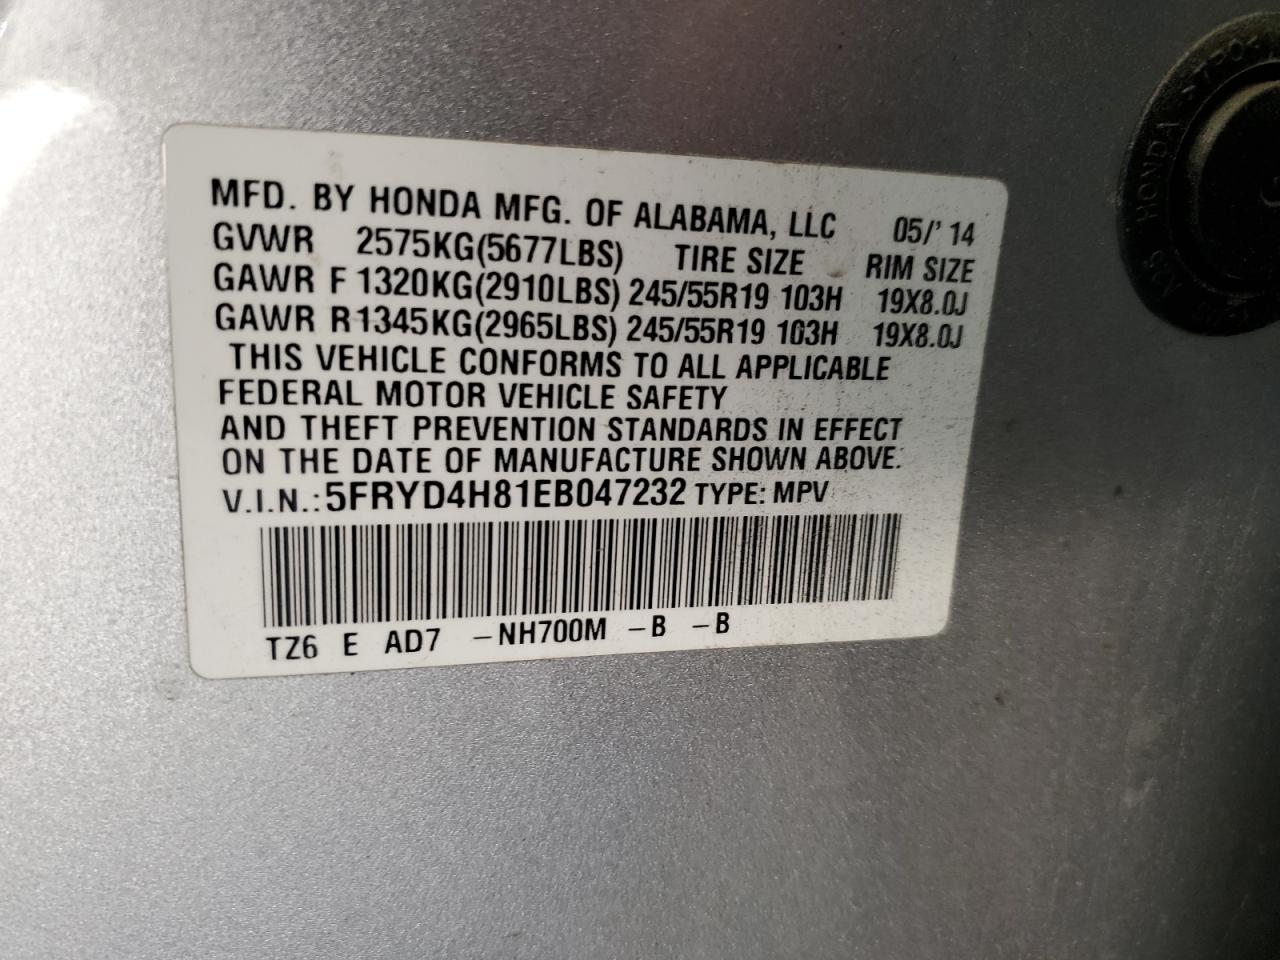 MFD. BY HONDA MFG. OF ALABAMA, LLC 05/'14
GVWR 2575KG(5677LBS) TIRE SIZE RIM SIZE
GAWR F 1320KG(2910LBS) 245/55R19 103H 19X8.0J
GAWR R1345KG(2965LBS) 245/55R19 103H 19X8.0J
THIS VEHICLE CONFORMS TO ALL APPLICABLE
FEDERAL MOTOR VEHICLE SAFETY
AND THEFT PREVENTION STANDARDS IN EFFECT
ON THE DATE OF MANUFACTURE SHOWN ABOVE.
V.I.N.: 5FRYD4H81EB047232 TYPE: MPV
TZ6 E AD7 -NH700M -B -B
HONDA